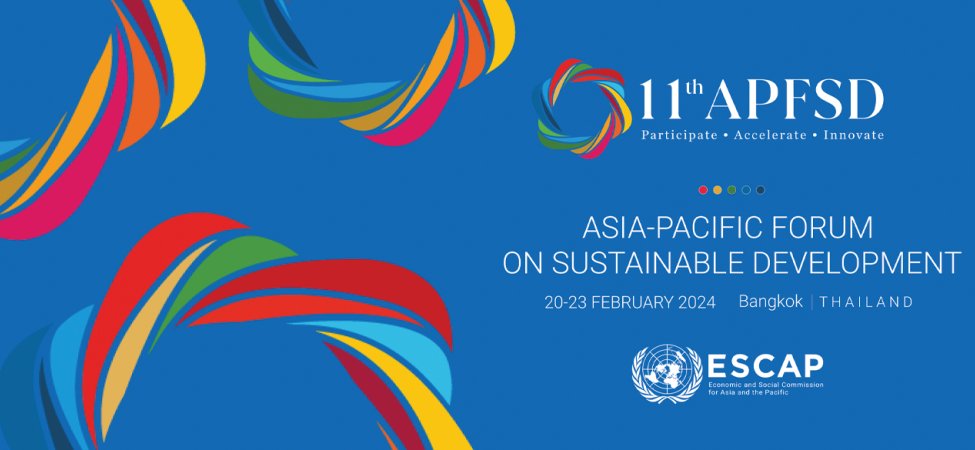 11th APFSD
Participate • Accelerate • Innovate
ASIA-PACIFIC FORUM
ON SUSTAINABLE DEVELOPMENT
20-23 FEBRUARY 2024 Bangkok | THAILAND
ESCAP
Economic and Social Commission
for Asia and the Pacific